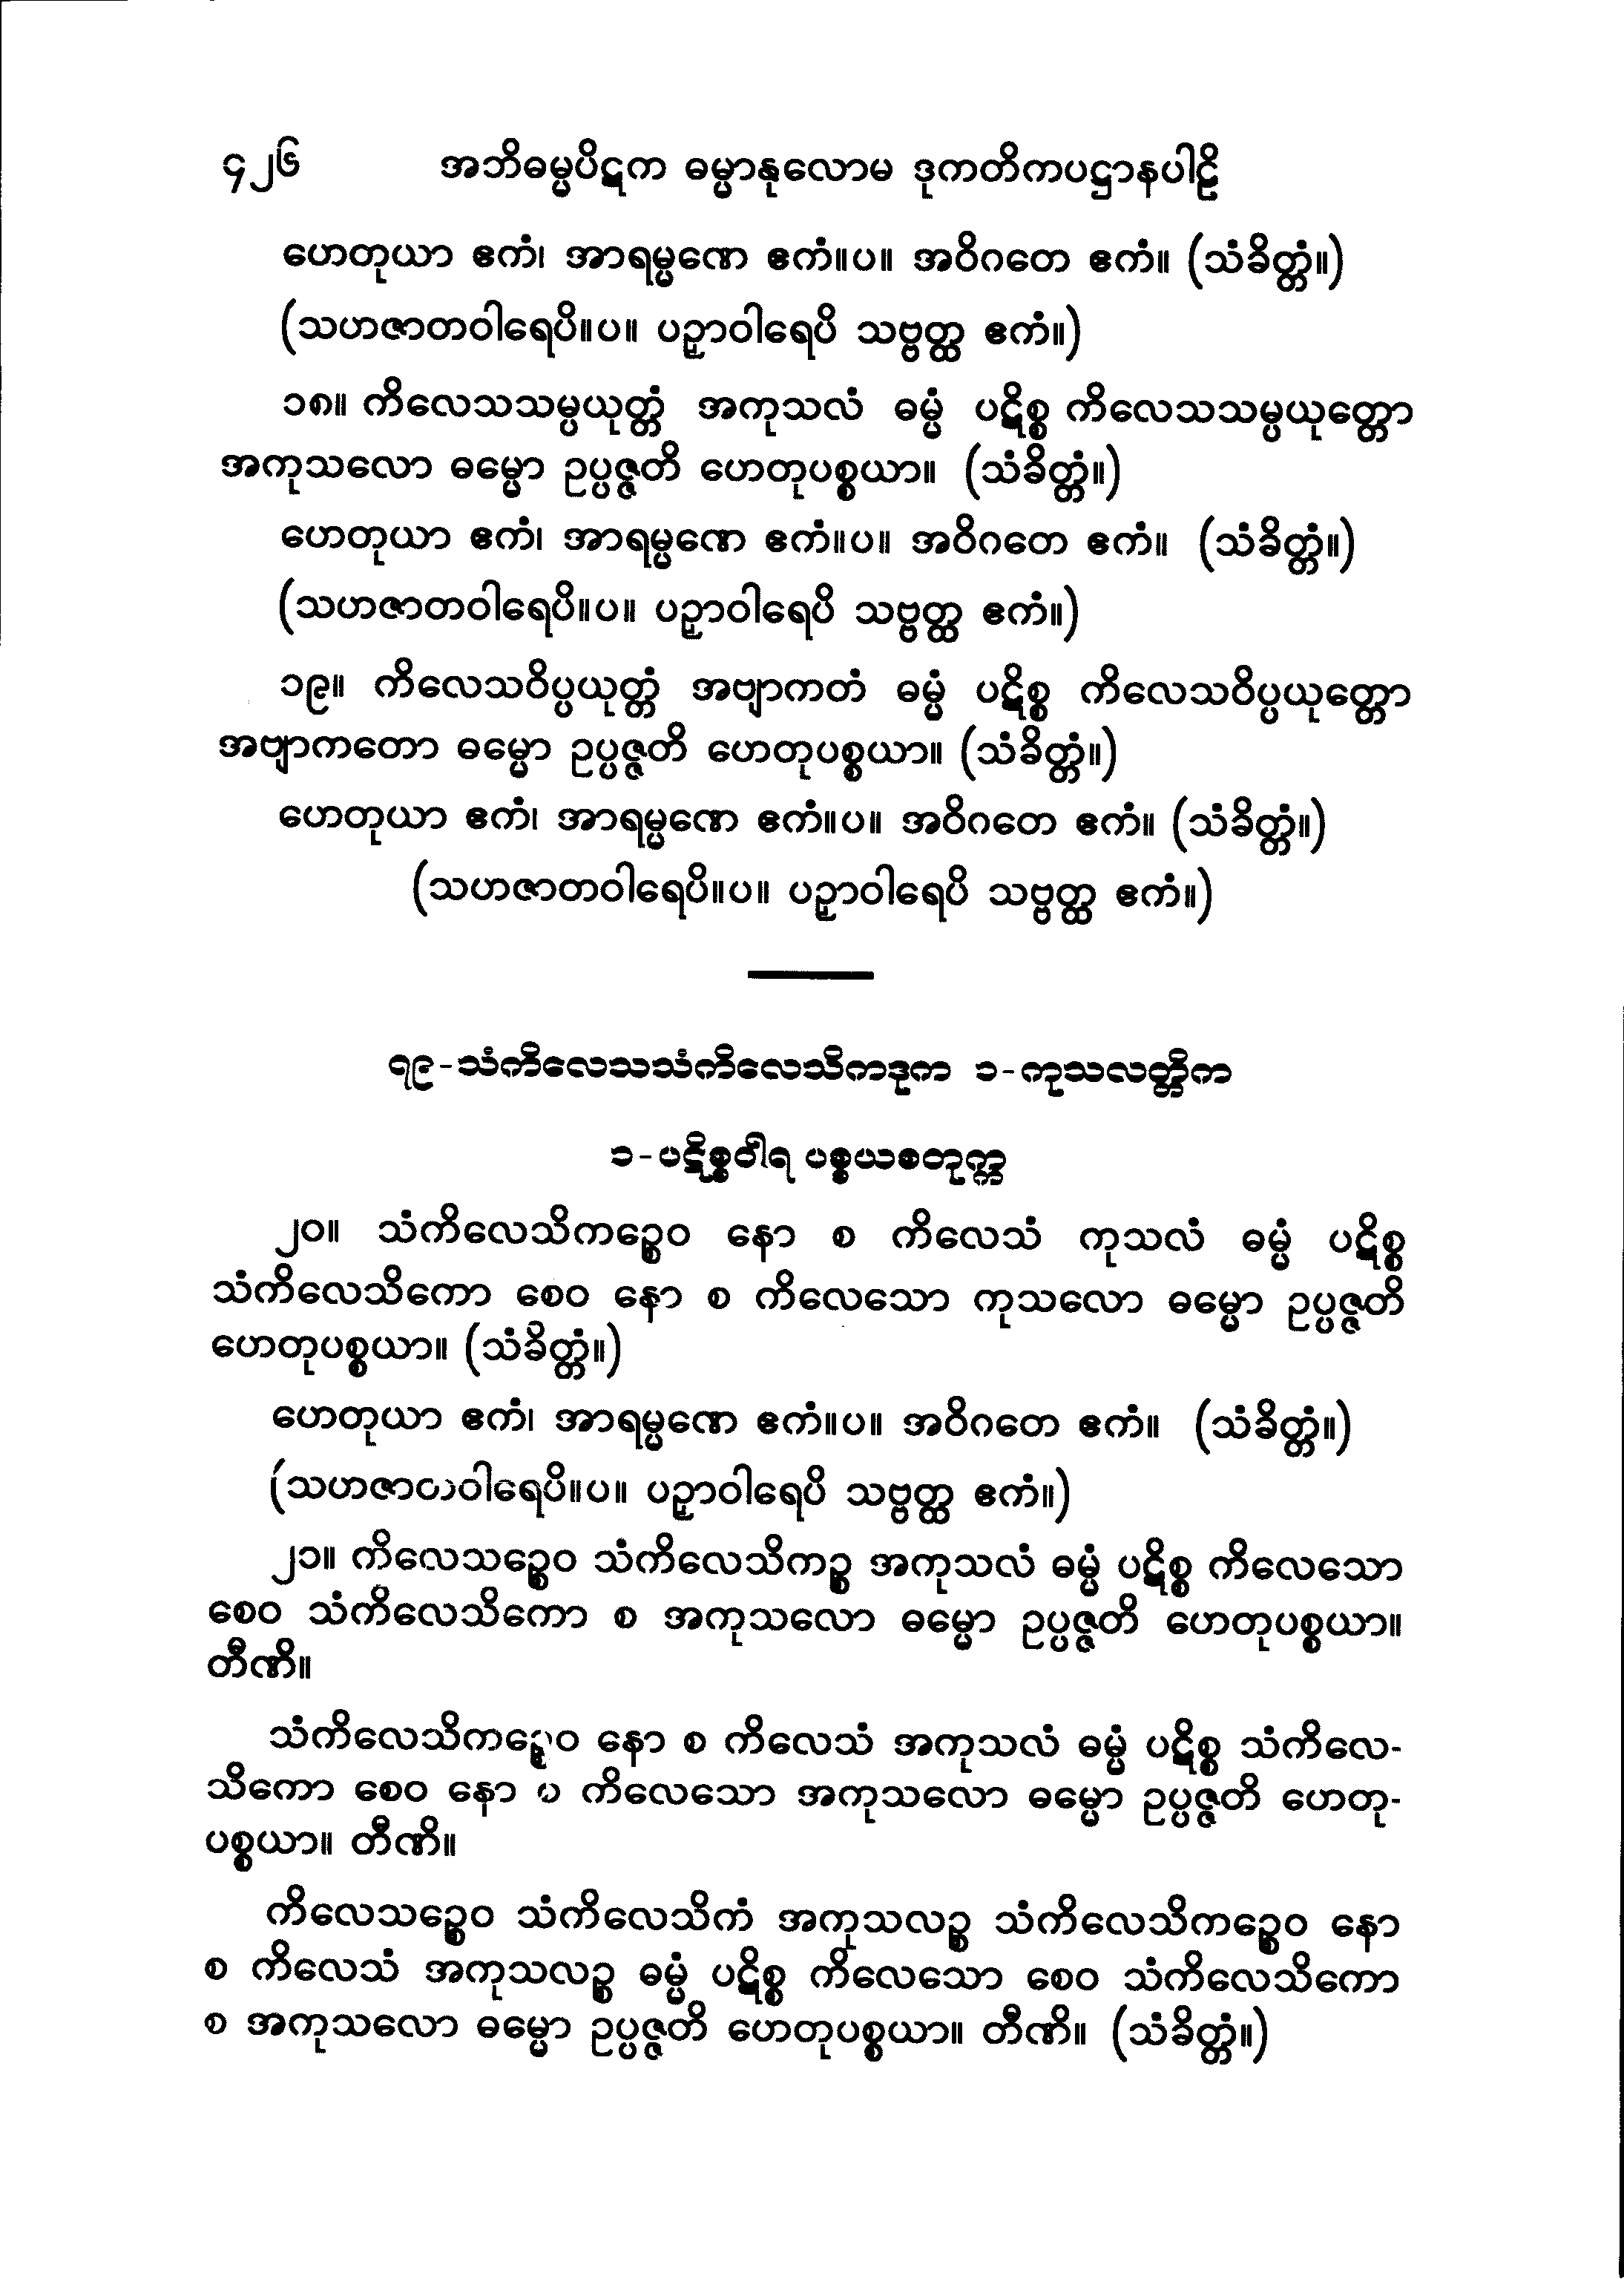 ၄၂၆ အဘိဓမ္မပိဋက ဓမ္မာနုလောမ ဒုကတိကပဋ္ဌာနပါဠိ
ဟေတုယာ ဧကံ၊ အာရမ္မဏေ ဧကံ။ပ။ အဝိဂတေ ဧကံ။ (သံခိတ္တံ။)
(သဟဇာတဝါရေပိ။ပ။ ပဉှာဝါရေပိ သဗ္ဗတ္ထ ဧကံ။)
၁၈။ ကိလေသသမ္ပယုတ္တံ အကုသလံ ဓမ္မံ ပဋိစ္စ ကိလေသသမ္ပယုတ္တော
အကုသလော ဓမ္မော ဥပ္ပဇ္ဇတိ ဟေတုပစ္စယာ။ (သံခိတ္တံ။)
ဟေတုယာ ဧကံ၊ အာရမ္မဏေ ဧကံ။ပ။ အဝိဂတေ ဧကံ။ (သံခိတ္တံ။)
(သဟဇာတဝါရေပိ။ပ။ ပဉှာဝါရေပိ သဗ္ဗတ္ထ ဧကံ။)
၁၉။ ကိလေသဝိပ္ပယုတ္တံ အဗျာကတံ ဓမ္မံ ပဋိစ္စ ကိလေသဝိပ္ပယုတ္တော
အဗျာကတော ဓမ္မော ဥပ္ပဇ္ဇတိ ဟေတုပစ္စယာ။ (သံခိတ္တံ။)
ဟေတုယာ ဧကံ၊ အာရမ္မဏေ ဧကံ။ပ။ အဝိဂတေ ဧကံ။ (သံခိတ္တံ။)
(သဟဇာတဝါရေပိ။ပ။ ပဉှာဝါရေပိ သဗ္ဗတ္ထ ဧကံ။)
၇၉-သံကိလေသသံကိလေသိကဒုက ၁-ကုသလတ္တိက
၁-ပဋိစ္စဝါရ ပစ္စယစတုက္က
၂၀။ သံကိလေသိကဉ္စေဝ နော စ ကိလေသံ ကုသလံ ဓမ္မံ ပဋိစ္စ
သံကိလေသိကော စေဝ နော စ ကိလေသော ကုသလော ဓမ္မော ဥပ္ပဇ္ဇတိ
ဟေတုပစ္စယာ။ (သံခိတ္တံ။)
ဟေတုယာ ဧကံ၊ အာရမ္မဏေ ဧကံ။ပ။ အဝိဂတေ ဧကံ။ (သံခိတ္တံ။)
(သဟဇာတဝါရေပိ။ပ။ ပဉှာဝါရေပိ သဗ္ဗတ္ထ ဧကံ။)
၂၁။ ကိလေသဉ္စေဝ သံကိလေသိကဉ္စ အကုသလံ ဓမ္မံ ပဋိစ္စ ကိလေသော
စေဝ သံကိလေသိကော စ အကုသလော ဓမ္မော ဥပ္ပဇ္ဇတိ ဟေတုပစ္စယာ။
တီဏိ။
သံကိလေသိကဉ္စေဝ နော စ ကိလေသံ အကုသလံ ဓမ္မံ ပဋိစ္စ သံကိလေ-
သိကော စေဝ နော စ ကိလေသော အကုသလော ဓမ္မော ဥပ္ပဇ္ဇတိ ဟေတု-
ပစ္စယာ။ တီဏိ။
ကိလေသဉ္စေဝ သံကိလေသိကံ အကုသလဉ္စ သံကိလေသိကဉ္စေဝ နော
စ ကိလေသံ အကုသလဉ္စ ဓမ္မံ ပဋိစ္စ ကိလေသော စေဝ သံကိလေသိကော
စ အကုသလော ဓမ္မော ဥပ္ပဇ္ဇတိ ဟေတုပစ္စယာ။ တီဏိ။ (သံခိတ္တံ။)